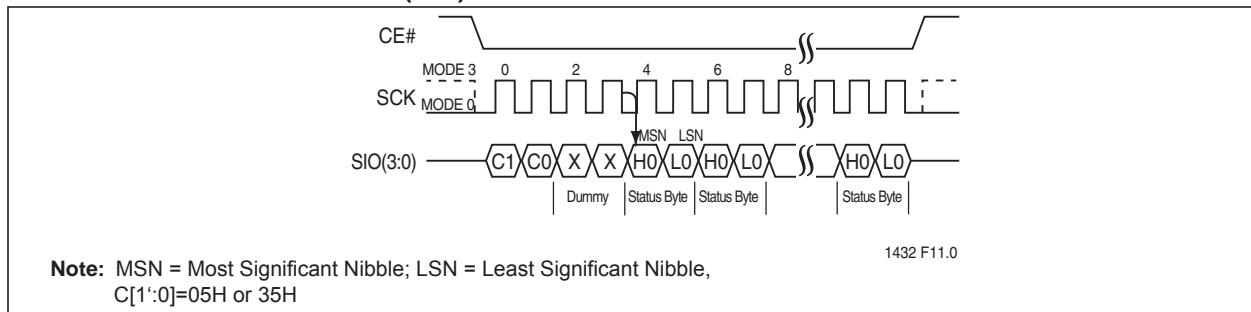 CE#
MODE 3 0 2 4 6 8
SCK MODE 0
MSN LSN
SIO(3:0) C1 C0 X X H0 L0 H0 L0 H0 L0
Dummy Status Byte Status Byte Status Byte
1432 F11.0
Note: MSN = Most Significant Nibble; LSN = Least Significant Nibble,
C[1‘:0]=05H or 35H